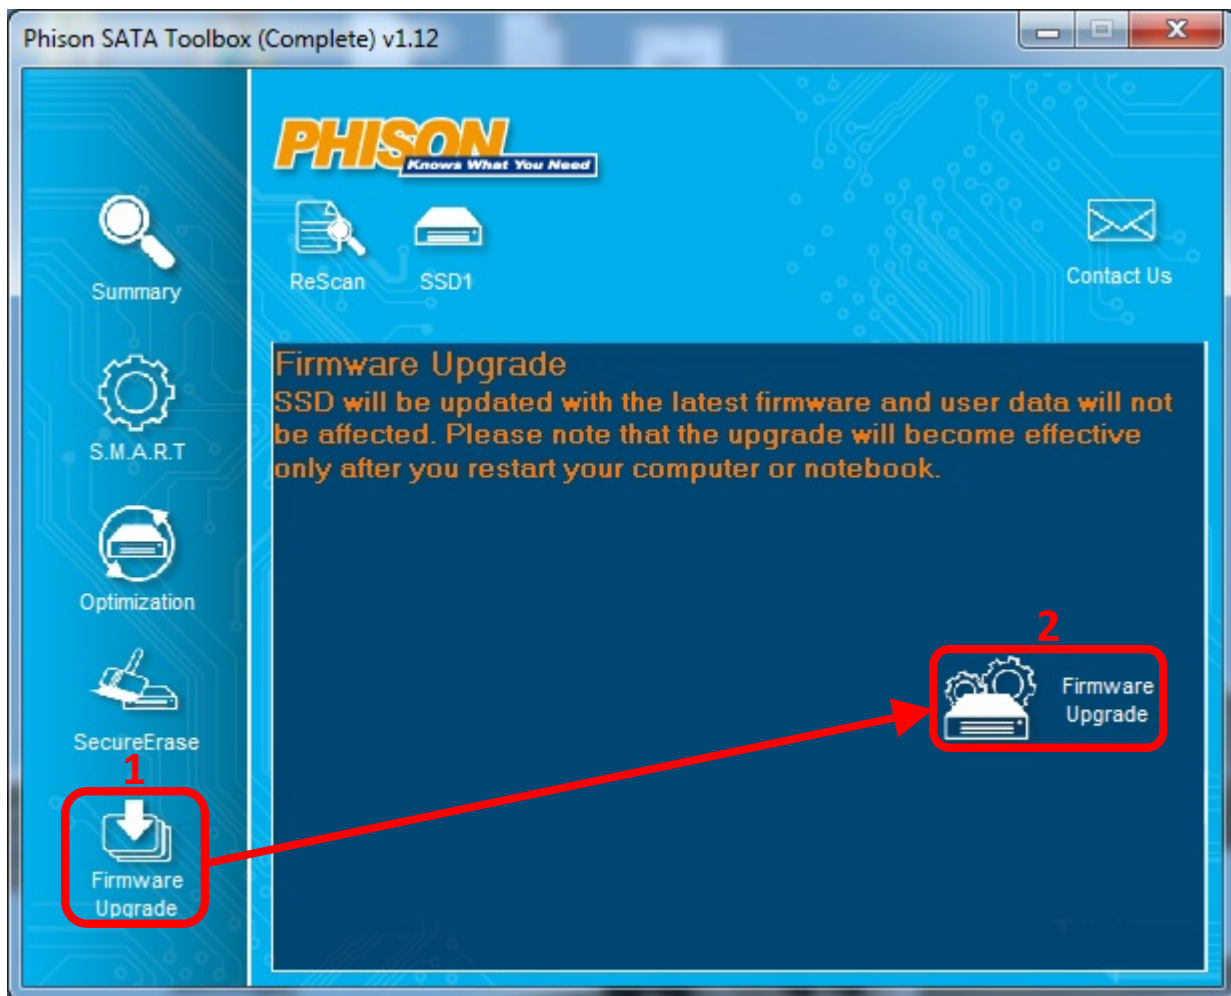 Phison SATA Toolbox (Complete) v1.12
PHISON
Knows What You Need
ReScan
SSD1
Contact Us
Summary
S.M.A.R.T
Optimization
SecureErase
1
Firmware
Upgrade
Firmware Upgrade
SSD will be updated with the latest firmware and user data will not
be affected. Please note that the upgrade will become effective
only after you restart your computer or notebook.
2
Firmware
Upgrade